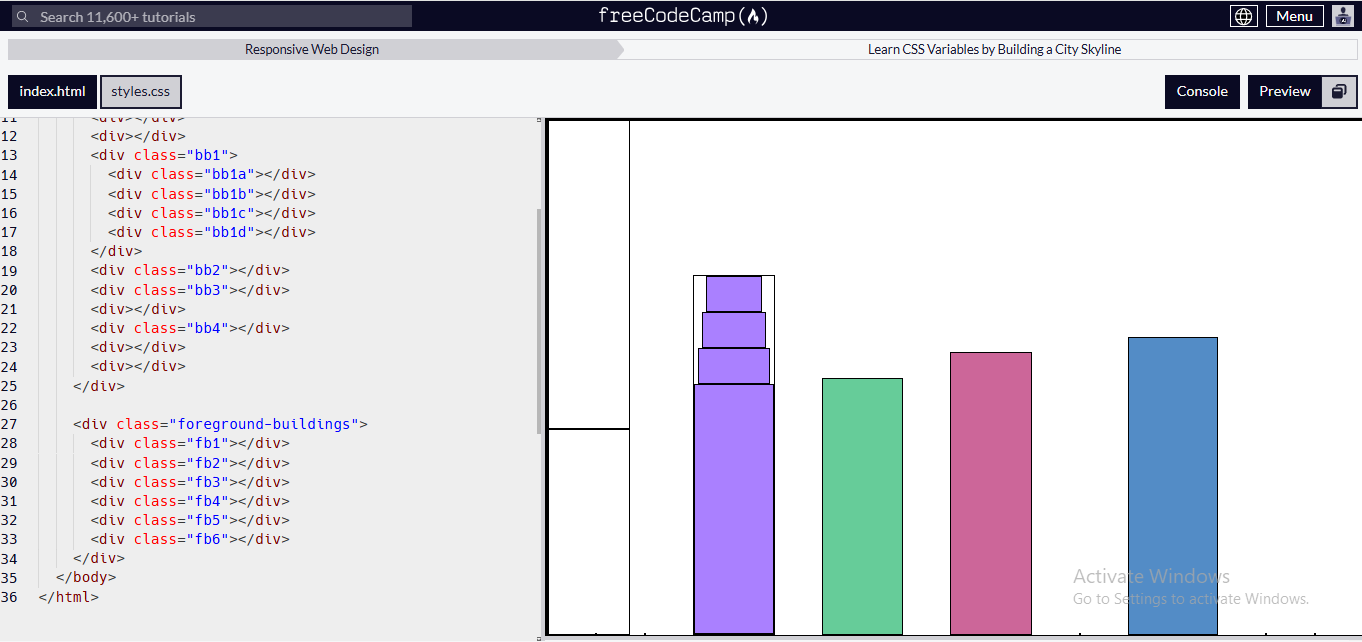 Search 11,600+ tutorials
freeCodeCamp
Menu
Responsive Web Design
Learn CSS Variables by Building a City Skyline
index.html
styles.css
Console
Preview
11 <div></div>
12 <div></div>
13 <div class="bb1">
14 <div class="bb1a"></div>
15 <div class="bb1b"></div>
16 <div class="bb1c"></div>
17 <div class="bb1d"></div>
18 </div>
19 <div class="bb2"></div>
20 <div class="bb3"></div>
21 <div></div>
22 <div class="bb4"></div>
23 <div></div>
24 <div></div>
25 </div>
26
27 <div class="foreground-buildings">
28 <div class="fb1"></div>
29 <div class="fb2"></div>
30 <div class="fb3"></div>
31 <div class="fb4"></div>
32 <div class="fb5"></div>
33 <div class="fb6"></div>
34 </div>
35 </body>
36 </html>
Activate Windows
Go to Settings to activate Windows.